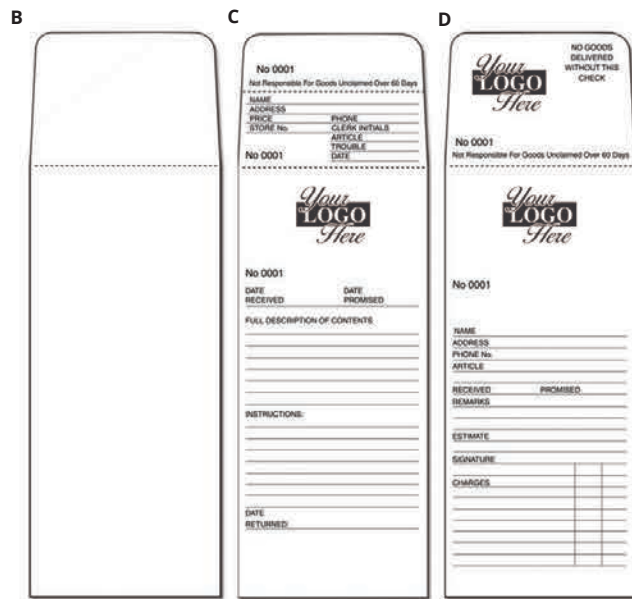 B
C
No 0001
Not Responsible For Goods Unclaimed Over 60 Days
NAME
ADDRESS
PRICE PHONE
STORE No. CLERK INITIALS
ARTICLE
TROUBLE
No 0001 DATE
Your
LOGO
Here
No 0001
DATE DATE
RECEIVED PROMISED
FULL DESCRIPTION OF CONTENTS
INSTRUCTIONS:
DATE
RETURNED
D
Your
LOGO
Here
NO GOODS
DELIVERED
WITHOUT THIS
CHECK
No 0001
Not Responsible For Goods Unclaimed Over 60 Days
Your
LOGO
Here
No 0001
NAME
ADDRESS
PHONE No.
ARTICLE
RECEIVED PROMISED
REMARKS
ESTIMATE
SIGNATURE
CHARGES